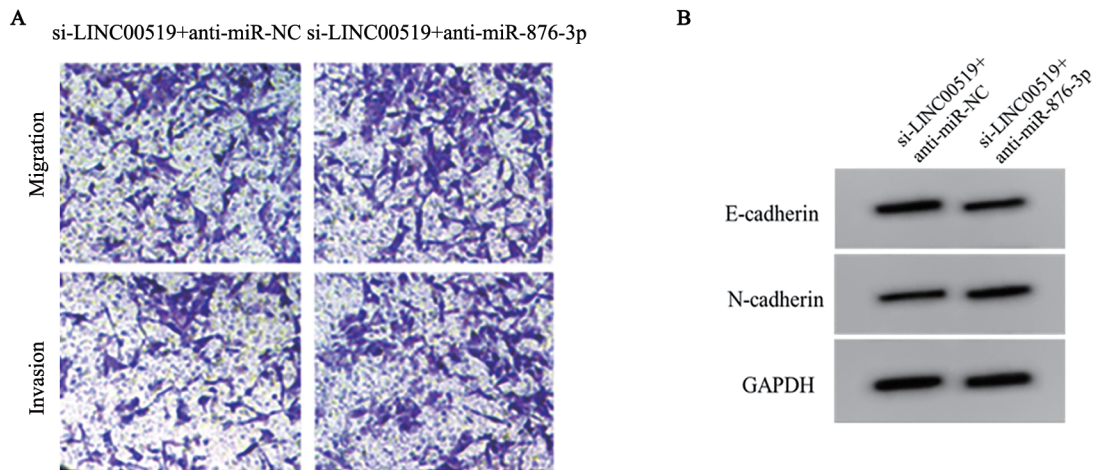 A
si-LINC00519+anti-miR-NC si-LINC00519+anti-miR-876-3p
Migration
Invasion
B
si-LINC00519+
anti-miR-NC
si-LINC00519+
anti-miR-876-3p
E-cadherin
N-cadherin
GAPDH